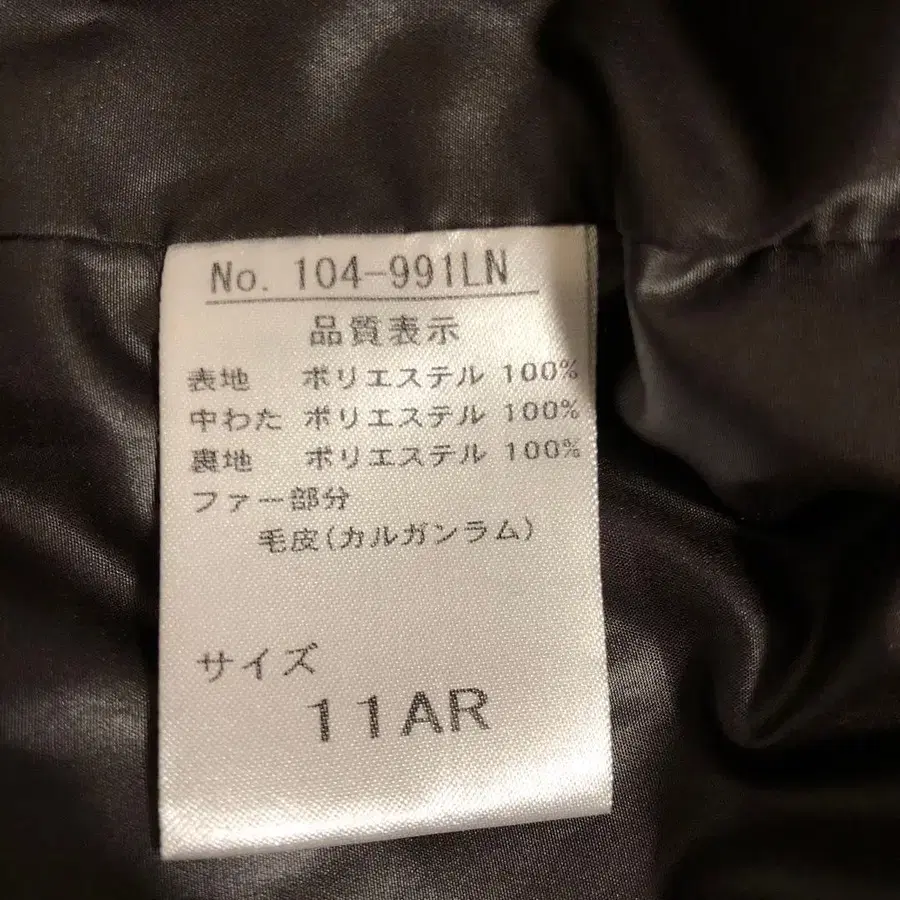 No. 104-991LN
品質表示
表地 ポリエステル 100%
中わた ポリエステル 100%
裏地 ポリエステル 100%
ファー部分
毛皮(カルガンラム)
サイズ
11AR